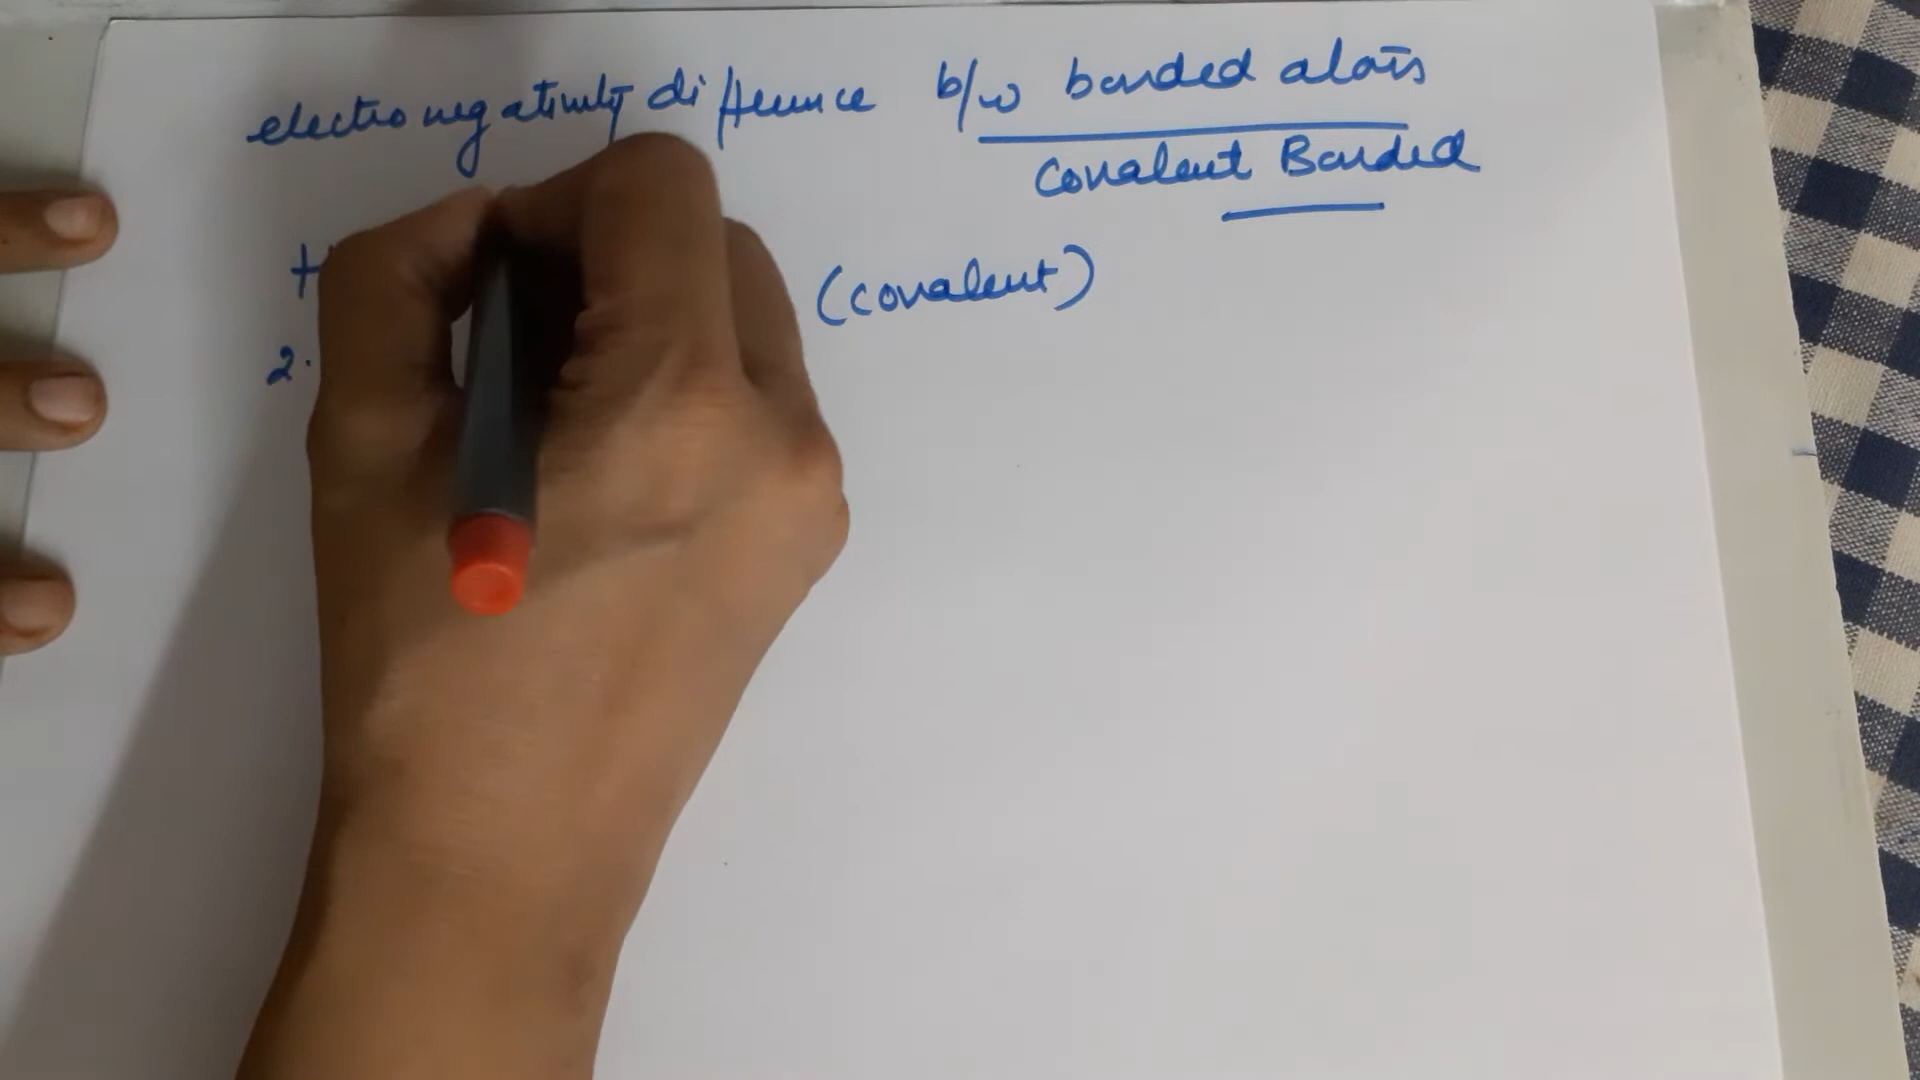 electronegativity difference b/w bonded atoms
Covalent Bonded
H
(covalent)
2.